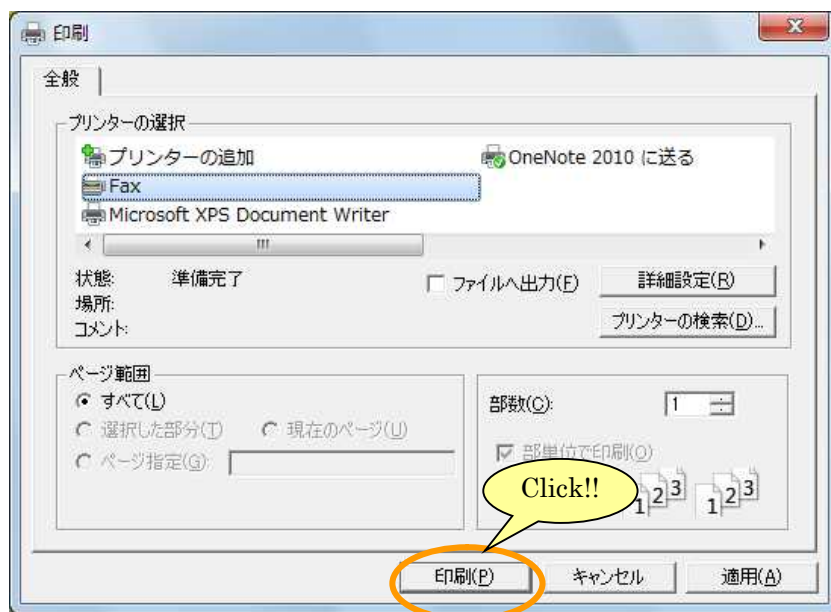 印刷
全般
プリンターの選択
プリンターの追加
OneNote 2010 に送る
Fax
Microsoft XPS Document Writer
状態:
準備完了
ファイルへ出力(F)
詳細設定(R)
場所:
コメント:
プリンターの検索(D)...
ページ範囲
すべて(L)
選択した部分(T)
現在のページ(U)
ページ指定(G):
部数(C):
1
部単位で印刷(O)
Click!!
1 2 3
1 2 3
印刷(P)
キャンセル
適用(A)